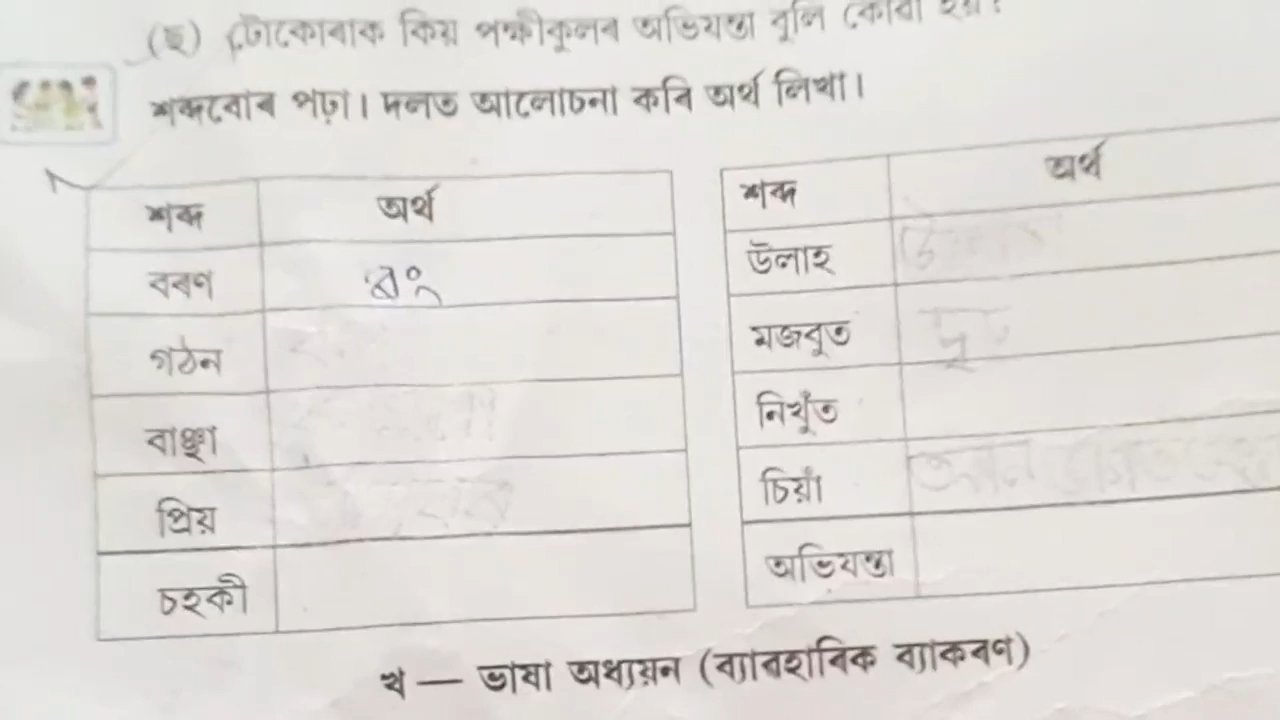 (ছ) টোকোৰাক কিয় পক্ষীকুলৰ অভিযন্তা বুলি কোৱা হয়?
শব্দবোৰ পঢ়া। দলত আলোচনা কৰি অৰ্থ লিখা।
শব্দ অৰ্থ
বৰণ ৰং
গঠন
বাঞ্ছা
প্ৰিয়
চহকী
শব্দ অৰ্থ
উলাহ
মজবুত
নিখুঁত
চিয়াঁ
অভিযন্তা
খ — ভাষা অধ্যয়ন (ব্যাৱহাৰিক ব্যাকৰণ)